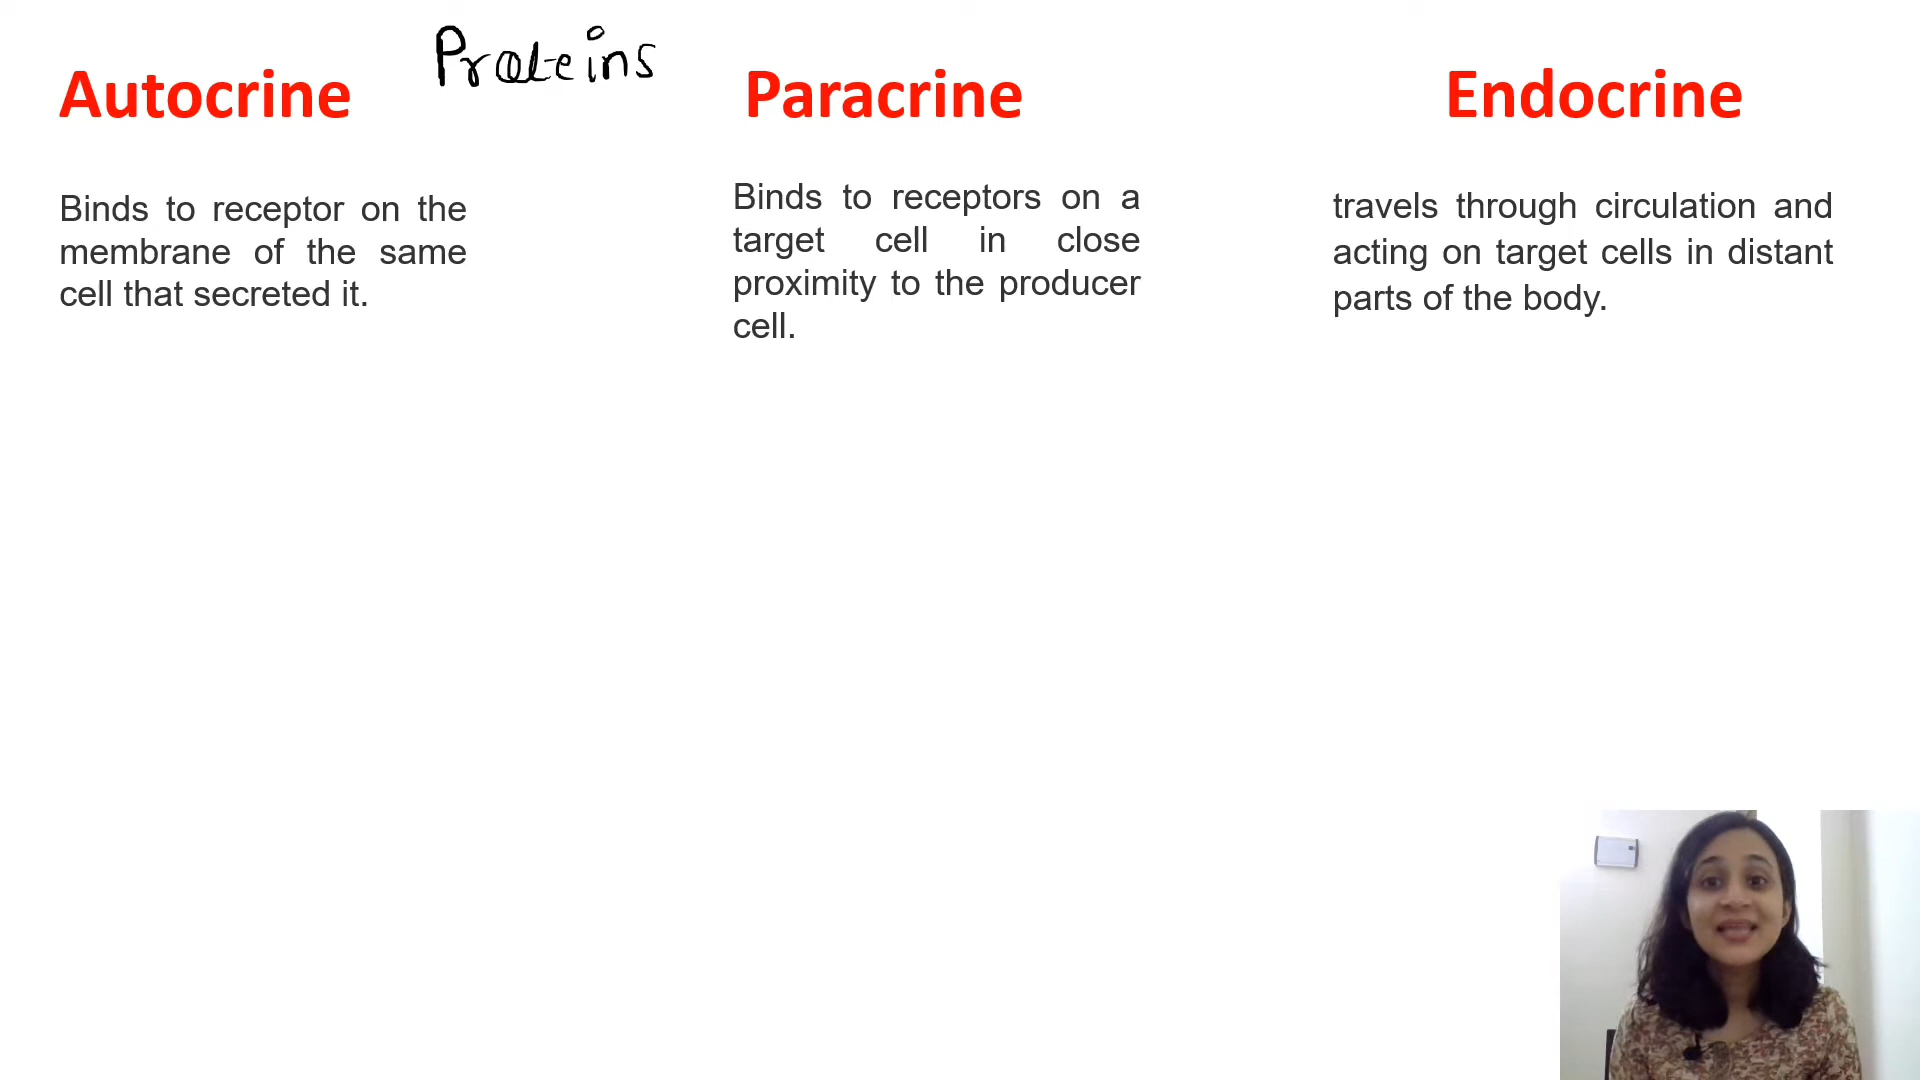 Proteins
Autocrine
Paracrine
Endocrine
Binds to receptor on the
membrane of the same
cell that secreted it.
Binds to receptors on a
target cell in close
proximity to the producer
cell.
travels through circulation and
acting on target cells in distant
parts of the body.